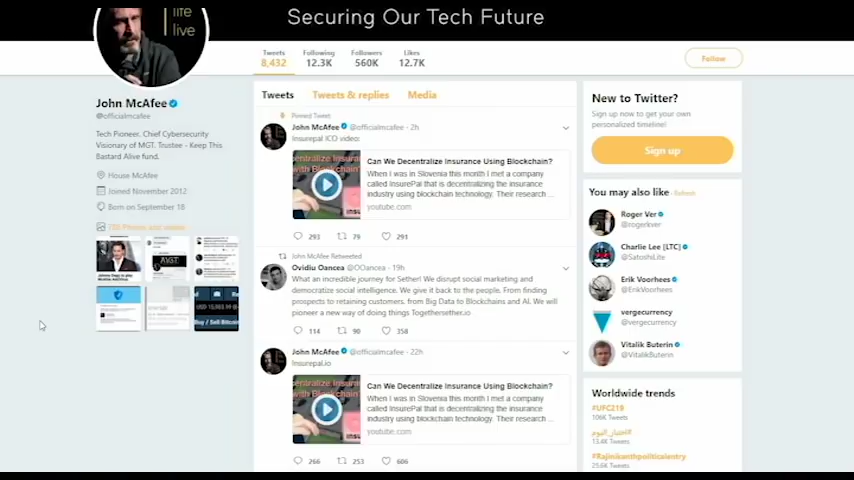 life
live
Securing Our Tech Future
Tweets
8,432
Following
12.3K
Followers
560K
Likes
12.7K
Follow
John McAfee
@officialmcafee
Tech Pioneer, Chief Cybersecurity
Visionary of MGT. Trustee - Keep This
Bastard Alive fund.
House McAfee
Joined November 2012
Born on September 18
Photos and videos
Buy / Sell Bitcoin
Tweets Tweets & replies Media
Pinned Tweet
John McAfee @officialmcafee · 2h
Insurepal ICO video:
Can We Decentralize Insurance Using Blockchain?
When I was in Slovenia this month I met a company
called InsurePal that is decentralizing the insurance
industry using blockchain technology. Their research ...
youtube.com
293 79 291
John McAfee Retweeted
Ovidiu Oancea @OOancea · 19h
What an incredible journey for Sether! We disrupt social marketing and
democratize social intelligence. We give it back to the people. From finding
prospects to retaining customers, from Big Data to Blockchains and AI. We will
pioneer a new way of doing things Togethersether.io
114 90 358
John McAfee @officialmcafee · 22h
Insurepal.io
Can We Decentralize Insurance Using Blockchain?
When I was in Slovenia this month I met a company
called InsurePal that is decentralizing the insurance
industry using blockchain technology. Their research ...
youtube.com
266 253 606
New to Twitter?
Sign up now to get your own
personalized timeline!
Sign up
You may also like · Refresh
Roger Ver
@rogerkver
Charlie Lee [LTC]
@SatoshiLite
Erik Voorhees
@ErikVoorhees
vergecurrency
@vergecurrency
Vitalik Buterin
@VitalikButerin
Worldwide trends
#UFC219
106K Tweets
#اختبار_اليوم
13.4K Tweets
#Rajinikanthpoliticalentry
25.6K Tweets